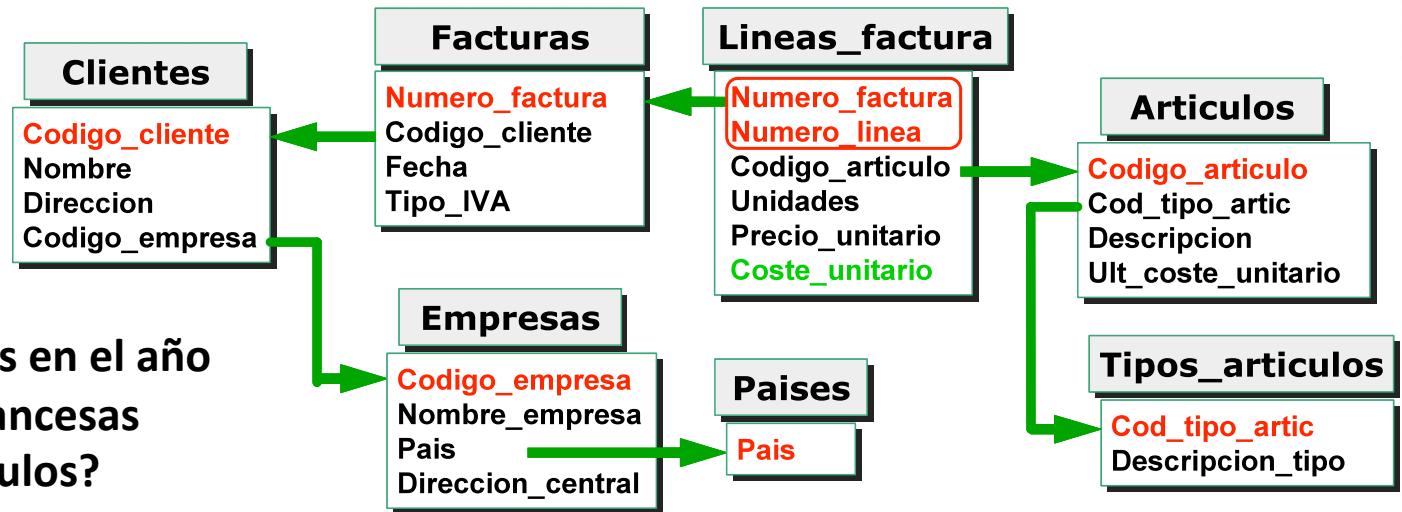 Clientes
Codigo_cliente
Nombre
Direccion
Codigo_empresa
Facturas
Numero_factura
Codigo_cliente
Fecha
Tipo_IVA
Lineas_factura
Numero_factura
Numero_linea
Codigo_articulo
Unidades
Precio_unitario
Coste_unitario
Articulos
Codigo_articulo
Cod_tipo_artic
Descripcion
Ult_coste_unitario
Empresas
Codigo_empresa
Nombre_empresa
Pais
Direccion_central
Paises
Pais
Tipos_articulos
Cod_tipo_artic
Descripcion_tipo
s en el año
ancesas
ulos?